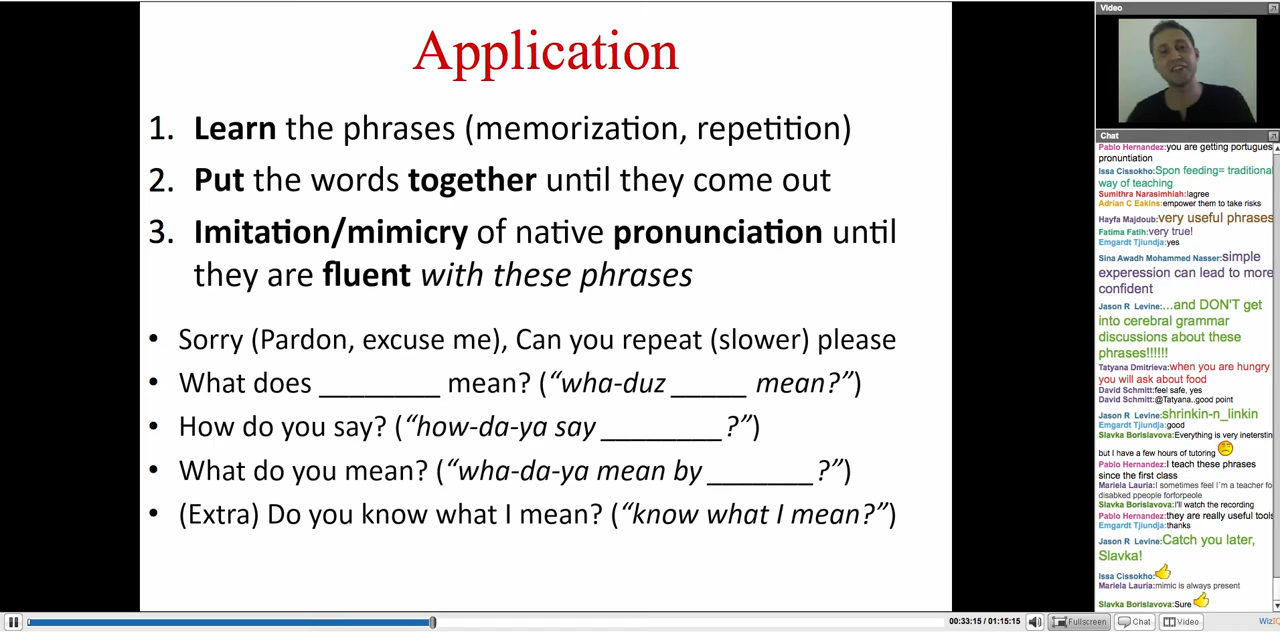 Application
1. Learn the phrases (memorization, repetition)
2. Put the words together until they come out
3. Imitation/mimicry of native pronunciation until
they are fluent with these phrases
• Sorry (Pardon, excuse me), Can you repeat (slower) please
• What does ________ mean? (“wha-duz _____ mean?”)
• How do you say? (“how-da-ya say ________?”)
• What do you mean? (“wha-da-ya mean by _______?”)
• (Extra) Do you know what I mean? (“know what I mean?”)
Video
Chat
Pablo Hernandez:you are getting portugues
pronuntiation
Issa Cissokho:Spon feeding= traditiona
way of teaching
Sumithra Narasimhiah:Iagree
Adrian C Eakins:empower them to take risks
Hayfa Majdoub:very useful phrases
Fatima Fatih:very true!
Emgardt Tjiundja:yes
Sina Awadh Mohammed Nasser:simple
experession can lead to more
confident
Jason R Levine:...and DON'T get
into cerebral grammar
discussions about these
phrases!!!!!!
Tatyana Dmitrieva:when you are hungry
you will ask about food
David Schmitt:feel safe, yes
David Schmitt:@Tatyana..good point
Jason R Levine:shrinkin-n_linkin
Emgardt Tjiundja:good
Slavka Borislavova:Everything is very inetersting
but I have a few hours of tutoring
Pablo Hernandez:I teach these phrases
since the first class
Mariela Lauria:I sometimes feel I´m a teacher fo
disabked ppeople forfpeople
Slavka Borislavova:I'll watch the recording
Pablo Hernandez:they are really useful tools
Emgardt Tjiundja:thanks
Jason R Levine:Catch you later,
Slavka!
Issa Cissokho:
Mariela Lauria:mimic is always present
Slavka Borislavova:Sure
00:33:15 / 01:15:15
Fullscreen
Chat
Video
WizIQ